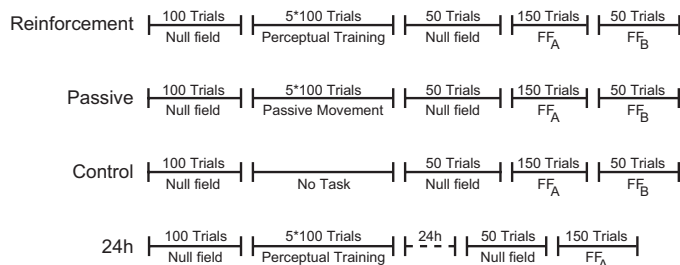 Reinforcement 100 Trials 5*100 Trials 50 Trials 150 Trials 50 Trials
Null field Perceptual Training Null field FFA FFB
Passive 100 Trials 5*100 Trials 50 Trials 150 Trials 50 Trials
Null field Passive Movement Null field FFA FFB
Control 100 Trials 50 Trials 150 Trials 50 Trials
Null field No Task Null field FFA FFB
24h 100 Trials 5*100 Trials 24h 50 Trials 150 Trials
Null field Perceptual Training Null field FFA